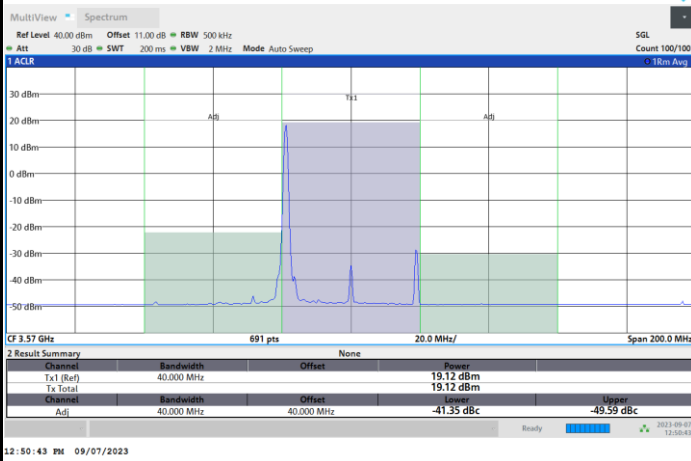 MultiView Spectrum
Ref Level 40.00 dBm Offset 11.00 dB RBW 500 kHz SGL
Att 30 dB SWT 200 ms VBW 2 MHz Mode Auto Sweep Count 100/100
1 ACLR 1Rm Avg
30 dBm
Tx1
20 dBm
Adj Adj
10 dBm
0 dBm
-10 dBm
-20 dBm
-30 dBm
-40 dBm
-50 dBm
CF 3.57 GHz 691 pts 20.0 MHz/ Span 200.0 MHz
2 Result Summary None
Channel Bandwidth Offset Power
Tx1 (Ref) 40.000 MHz 19.12 dBm
Tx Total 19.12 dBm
Channel Bandwidth Offset Lower Upper
Adj 40.000 MHz 40.000 MHz -41.35 dBc -49.59 dBc
Ready 2023-09-07
12:50:43
12:50:43 PM 09/07/2023